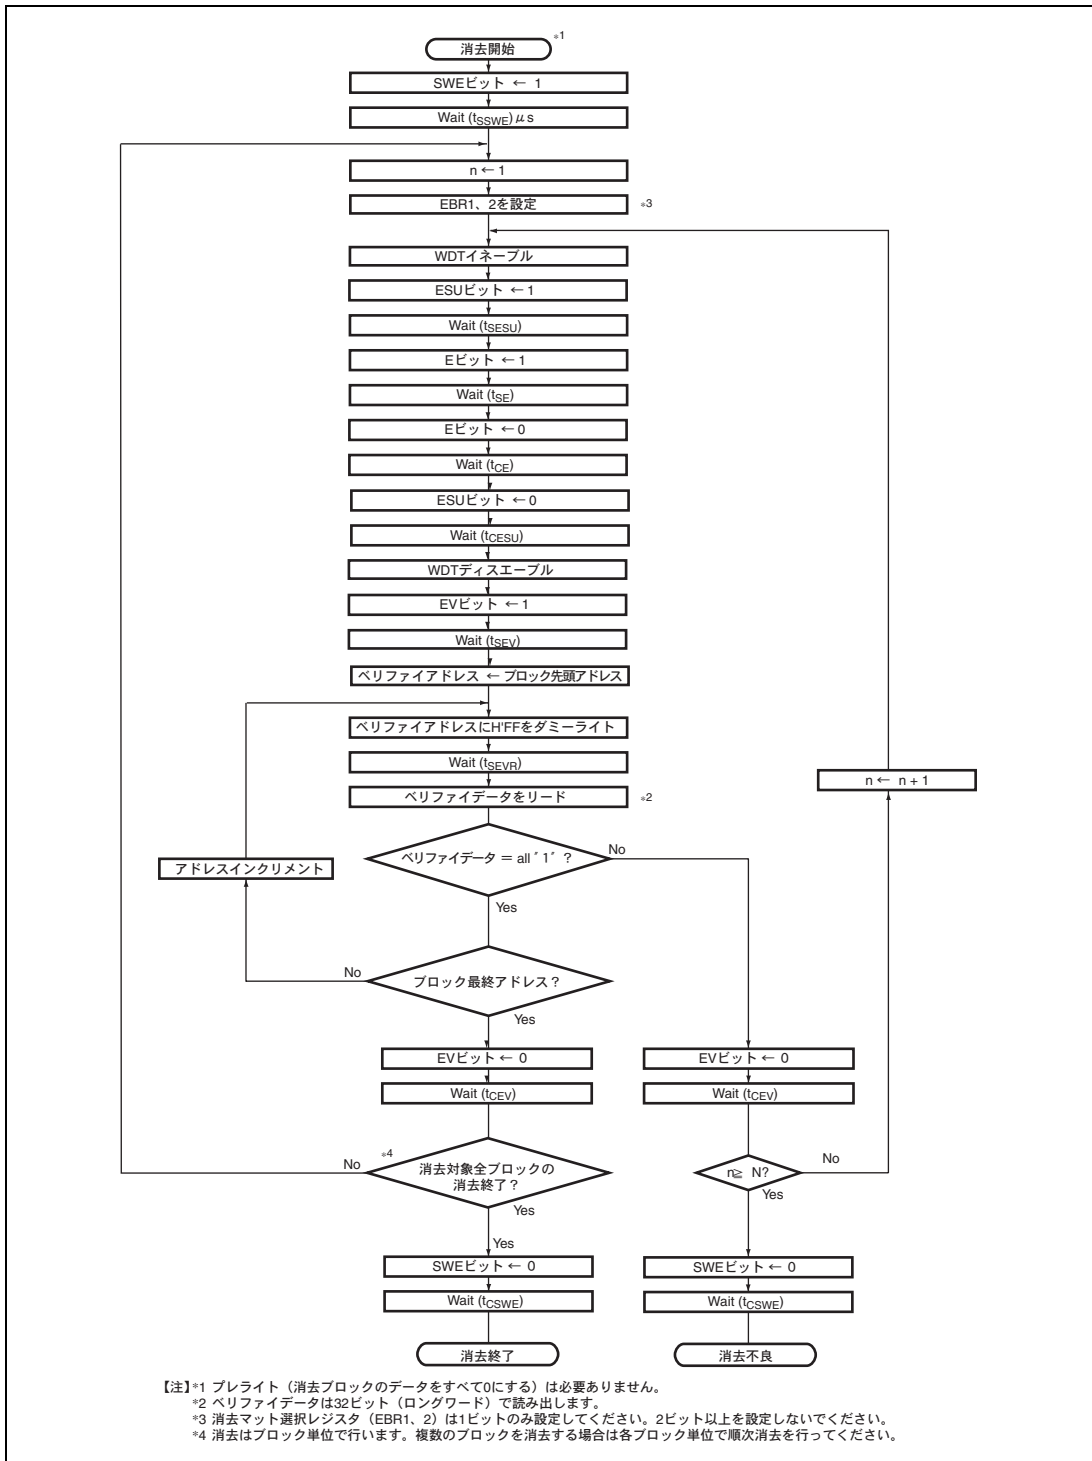 消去開始 *1
SWEビット ← 1
Wait (tSSWE) μs
n ← 1
EBR1、2を設定 *3
WDTイネーブル
ESUビット ← 1
Wait (tSESU)
Eビット ← 1
Wait (tSE)
Eビット ← 0
Wait (tCE)
ESUビット ← 0
Wait (tCESU)
WDTディスエーブル
EVビット ← 1
Wait (tSEV)
ベリファイアドレス ← ブロック先頭アドレス
ベリファイアドレスにH'FFをダミーライト
Wait (tSEVR)
n ← n + 1
ベリファイデータをリード *2
ベリファイデータ = all "1" ?
No
アドレスインクリメント
Yes
No
ブロック最終アドレス?
Yes
EVビット ← 0
EVビット ← 0
Wait (tCEV)
Wait (tCEV)
*4
No
消去対象全ブロックの
消去終了?
n≧ N?
No
Yes
Yes
Yes
SWEビット ← 0
SWEビット ← 0
Wait (tCSWE)
Wait (tCSWE)
消去終了
消去不良
【注】*1 プレライト(消去ブロックのデータをすべて0にする)は必要ありません。
*2 ベリファイデータは32ビット(ロングワード)で読み出します。
*3 消去マット選択レジスタ(EBR1、2)は1ビットのみ設定してください。2ビット以上を設定しないでください。
*4 消去はブロック単位で行います。複数のブロックを消去する場合は各ブロック単位で順次消去を行ってください。